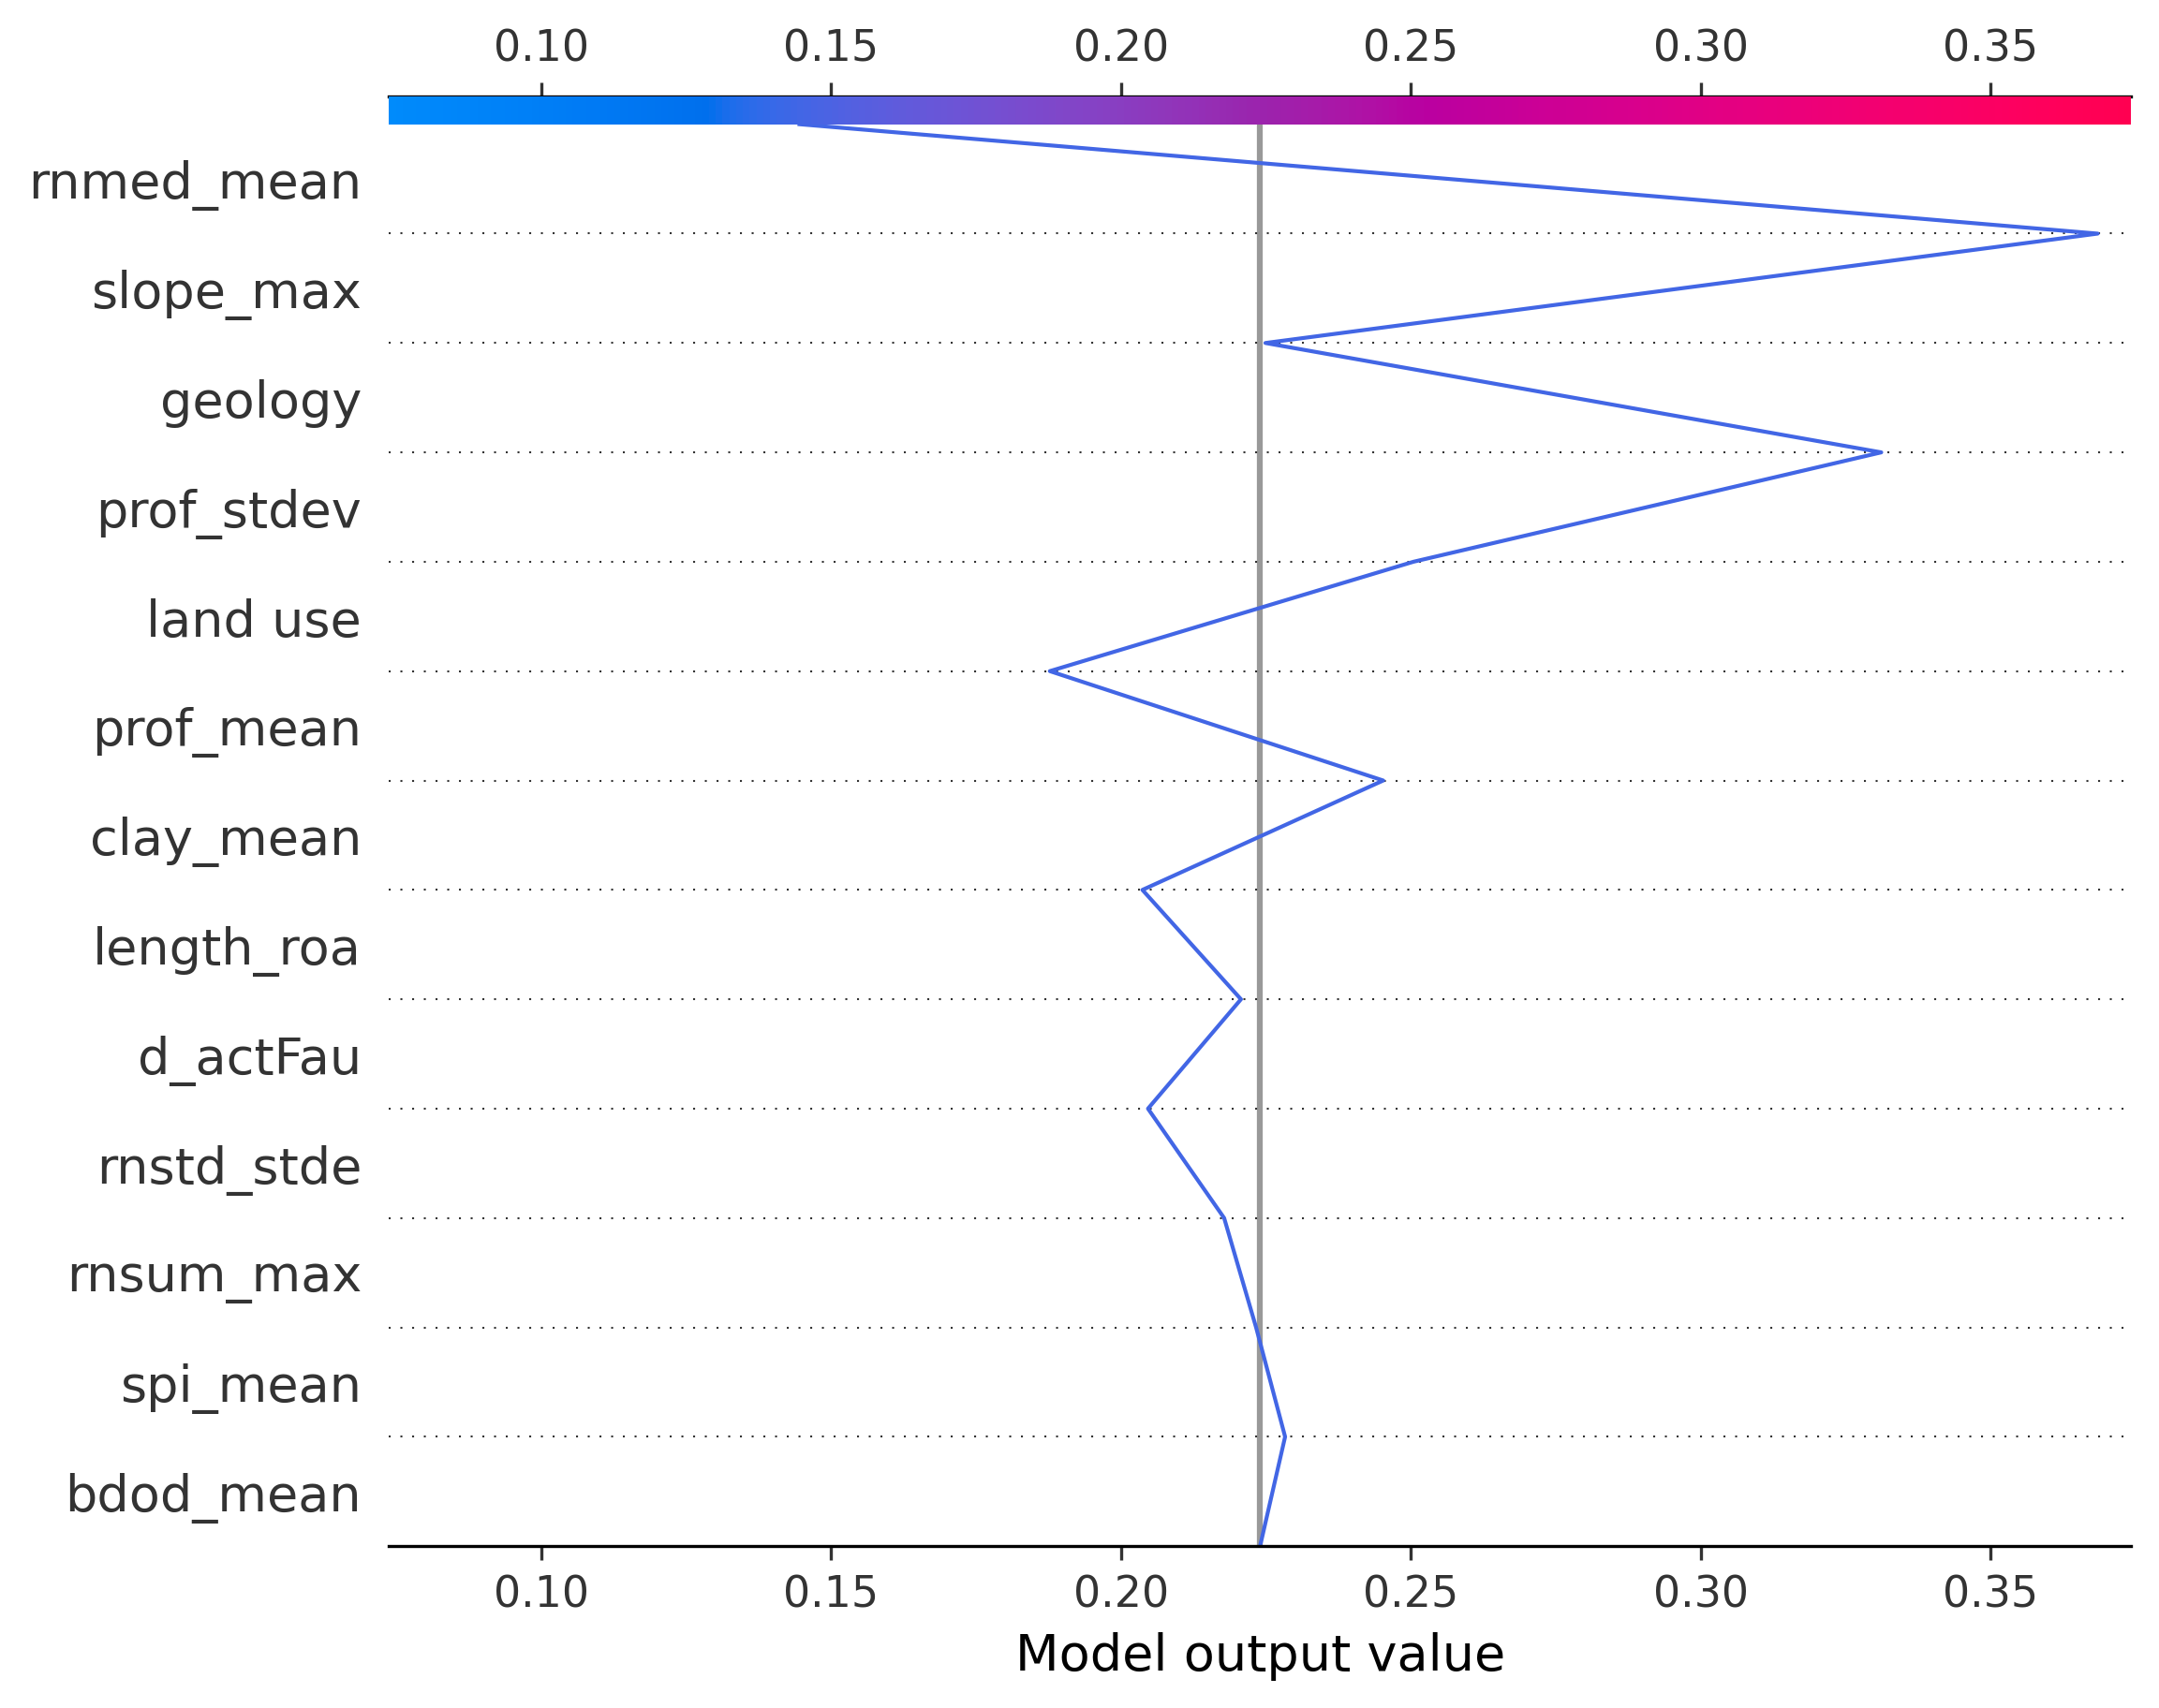 0.10 0.15 0.20 0.25 0.30 0.35
rnmed_mean
slope_max
geology
prof_stdev
land use
prof_mean
clay_mean
length_roa
d_actFau
rnstd_stde
rnsum_max
spi_mean
bdod_mean
0.10 0.15 0.20 0.25 0.30 0.35
Model output value